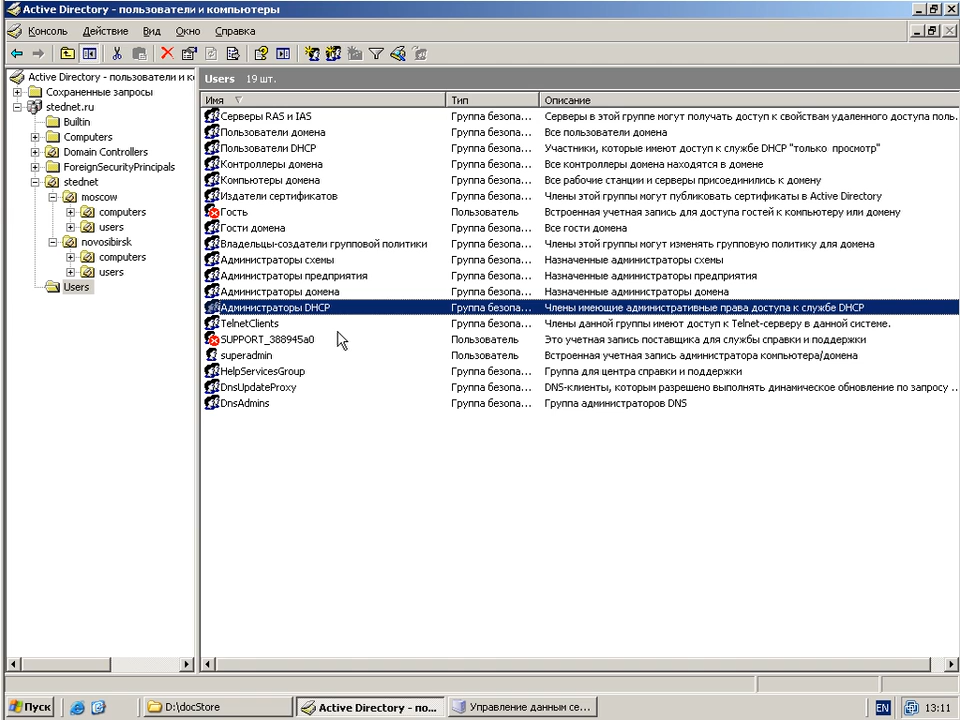 Active Directory - пользователи и компьютеры
Консоль Действие Вид Окно Справка
Active Directory - пользователи и к
Сохраненные запросы
stednet.ru
Builtin
Computers
Domain Controllers
ForeignSecurityPrincipals
stednet
moscow
computers
users
novosibirsk
computers
users
Users
Users 19 шт.
Имя Тип Описание
Серверы RAS и IAS Группа безопа... Серверы в этой группе могут получать доступ к свойствам удаленного доступа поль.
Пользователи домена Группа безопа... Все пользователи домена
Пользователи DHCP Группа безопа... Участники, которые имеют доступ к службе DHCP "только просмотр"
Контроллеры домена Группа безопа... Все контроллеры домена находятся в домене
Компьютеры домена Группа безопа... Все рабочие станции и серверы присоединились к домену
Издатели сертификатов Группа безопа... Члены этой группы могут публиковать сертификаты в Active Directory
Гость Пользователь Встроенная учетная запись для доступа гостей к компьютеру или домену
Гости домена Группа безопа... Все гости домена
Владельцы-создатели групповой политики Группа безопа... Члены этой группы могут изменять групповую политику для домена
Администраторы схемы Группа безопа... Назначенные администраторы схемы
Администраторы предприятия Группа безопа... Назначенные администраторы предприятия
Администраторы домена Группа безопа... Назначенные администраторы домена
Администраторы DHCP Группа безопа... Члены имеющие административные права доступа к службе DHCP
TelnetClients Группа безопа... Члены данной группы имеют доступ к Telnet-серверу в данной системе.
SUPPORT_388945a0 Пользователь Это учетная запись поставщика для службы справки и поддержки
superadmin Пользователь Встроенная учетная запись администратора компьютера/домена
HelpServicesGroup Группа безопа... Группа для центра справки и поддержки
DnsUpdateProxy Группа безопа... DNS-клиенты, которым разрешено выполнять динамическое обновление по запросу ..
DnsAdmins Группа безопа... Группа администраторов DNS
Пуск D:\docStore Active Directory - по... Управление данным се... EN 13:11